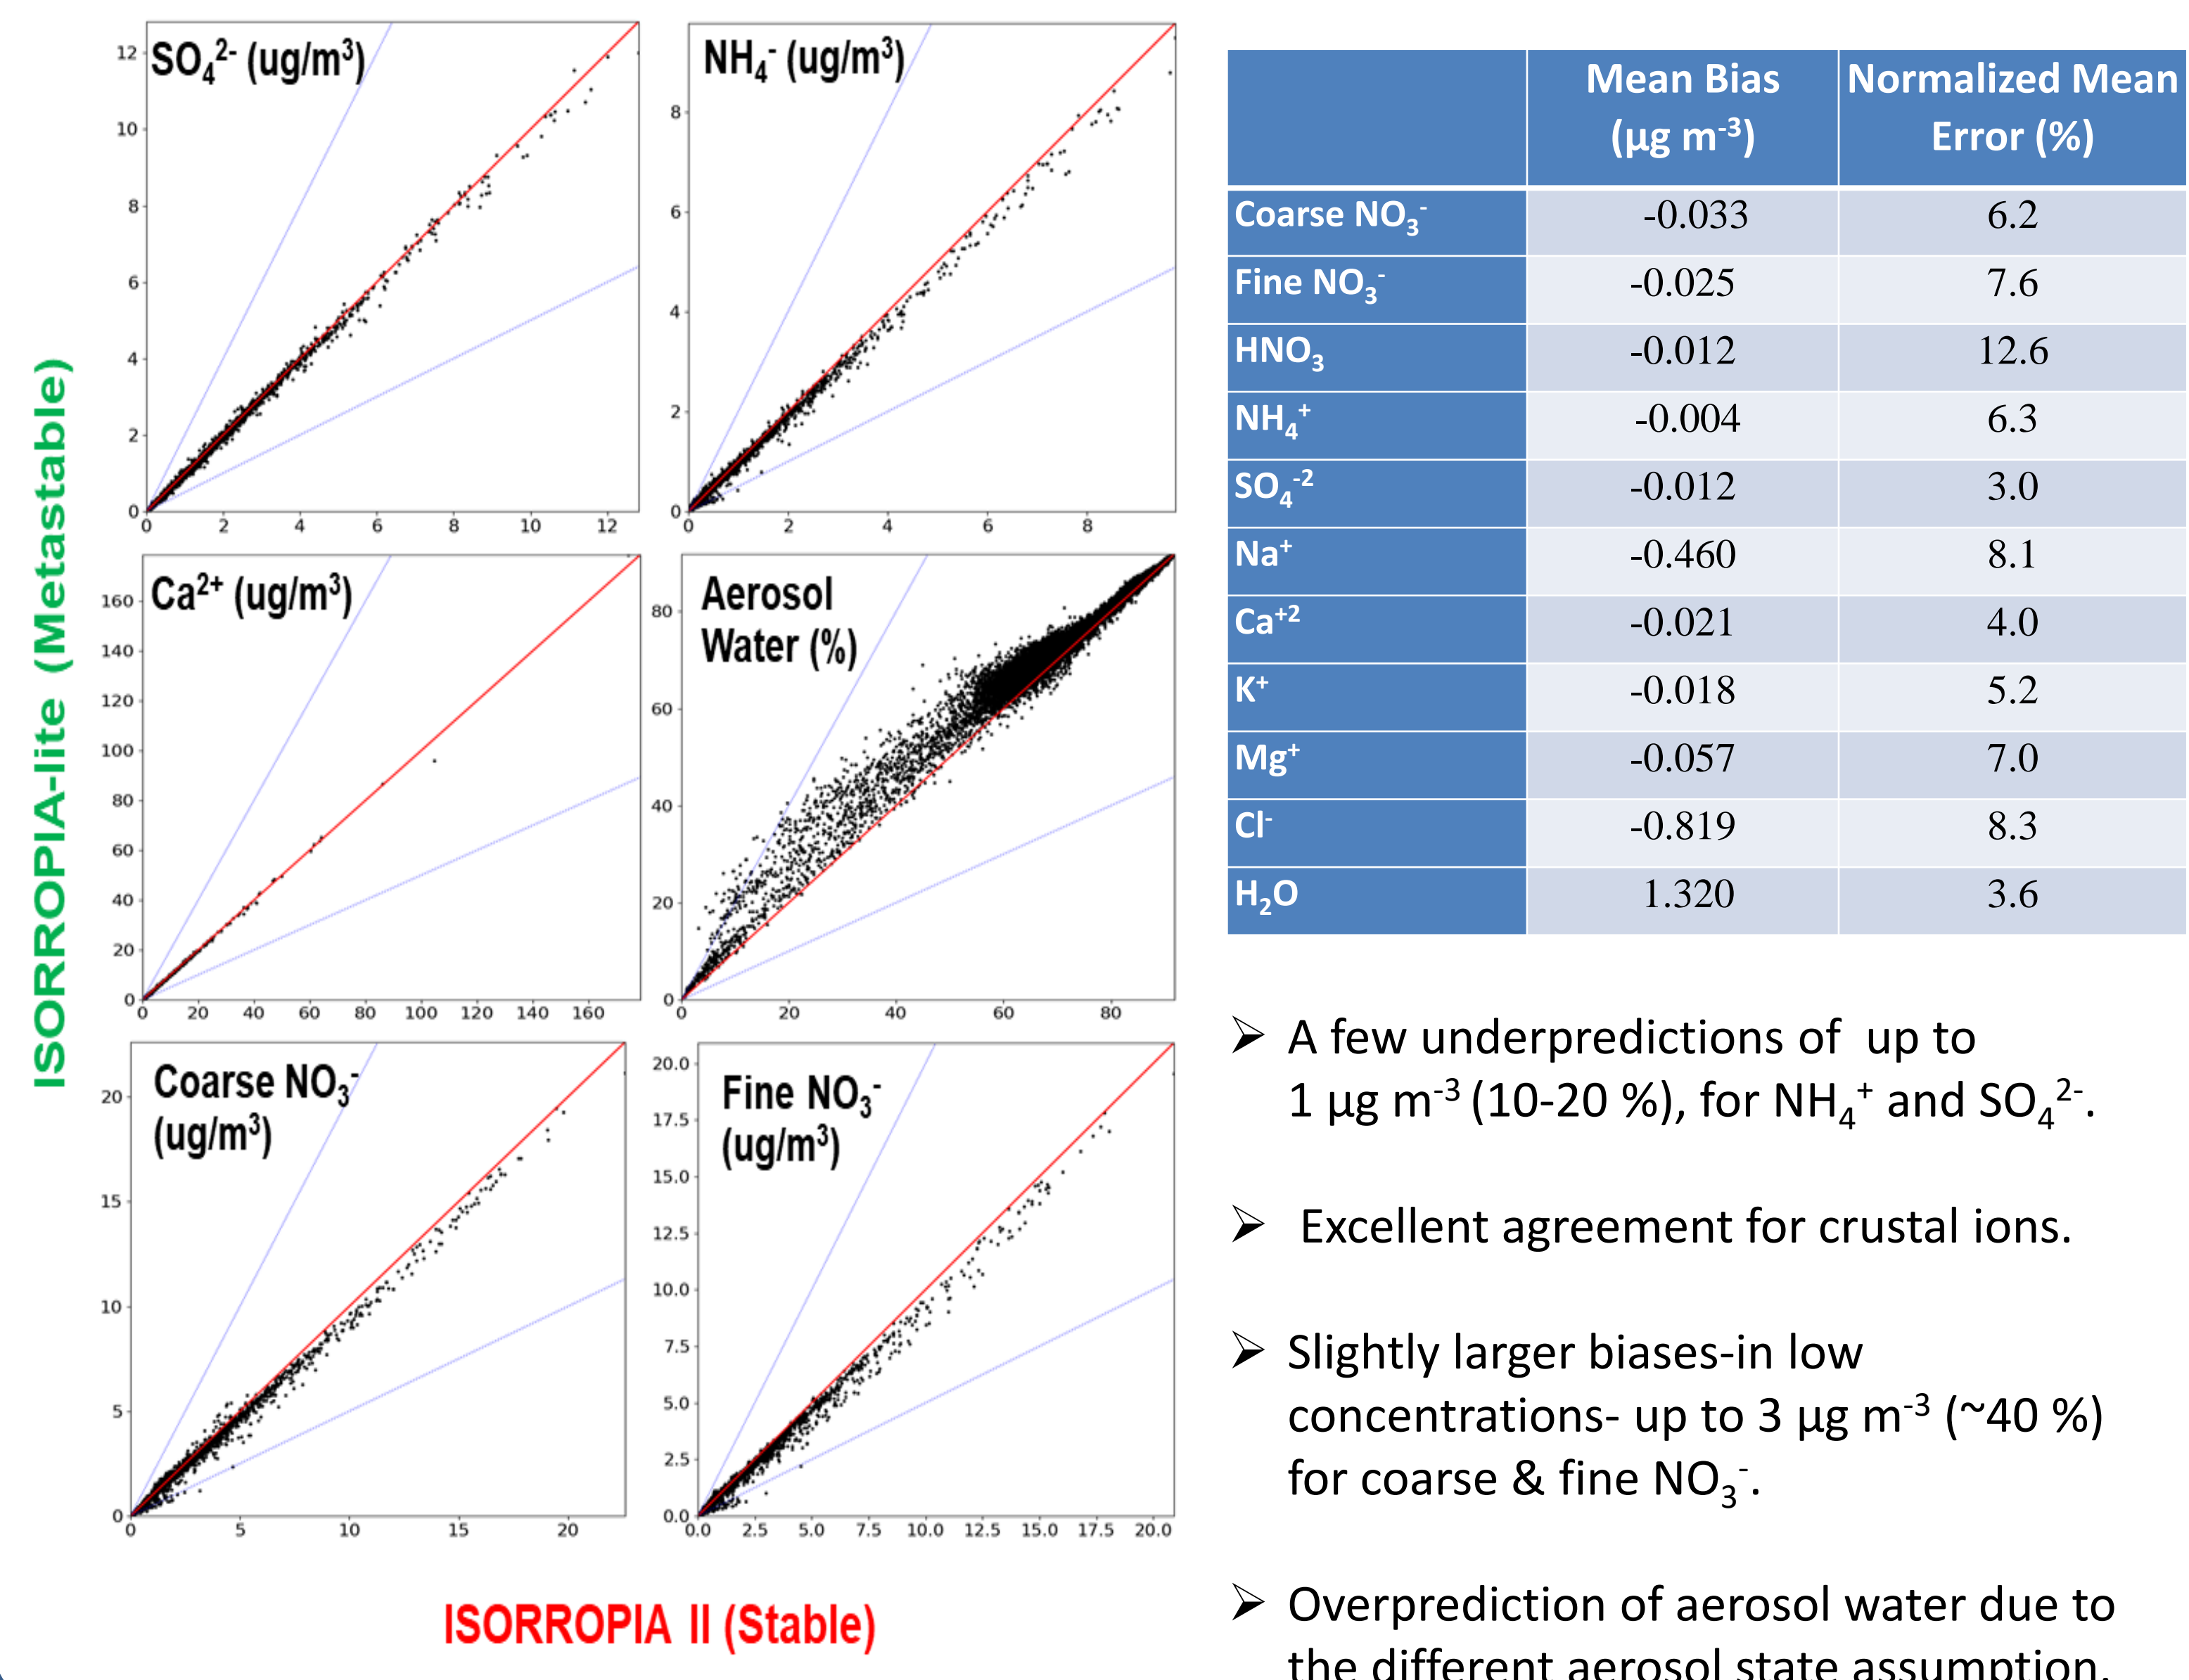 ISORROPIA-lite (Metastable)
SO₄²⁻ (ug/m³)
12
10
8
6
4
2
0
0 2 4 6 8 10 12
NH₄⁻ (ug/m³)
8
6
4
2
0
0 2 4 6 8
Ca²⁺ (ug/m³)
160
140
120
100
80
60
40
20
0
0 20 40 60 80 100 120 140 160
Aerosol
Water (%)
80
60
40
20
0
0 20 40 60 80
Coarse NO₃⁻
(ug/m³)
20
15
10
5
0
0 5 10 15 20
Fine NO₃⁻
(ug/m³)
20.0
17.5
15.0
12.5
10.0
7.5
5.0
2.5
0.0
0.0 2.5 5.0 7.5 10.0 12.5 15.0 17.5 20.0
ISORROPIA II (Stable)
Mean Bias Normalized Mean
(µg m⁻³) Error (%)
Coarse NO₃⁻ -0.033 6.2
Fine NO₃⁻ -0.025 7.6
HNO₃ -0.012 12.6
NH₄⁺ -0.004 6.3
SO₄⁻² -0.012 3.0
Na⁺ -0.460 8.1
Ca⁺² -0.021 4.0
K⁺ -0.018 5.2
Mg⁺ -0.057 7.0
Cl⁻ -0.819 8.3
H₂O 1.320 3.6
➢ A few underpredictions of up to
1 µg m⁻³ (10-20 %), for NH₄⁺ and SO₄²⁻.
➢ Excellent agreement for crustal ions.
➢ Slightly larger biases-in low
concentrations- up to 3 µg m⁻³ (~40 %)
for coarse & fine NO₃⁻.
➢ Overprediction of aerosol water due to
the different aerosol state assumption.